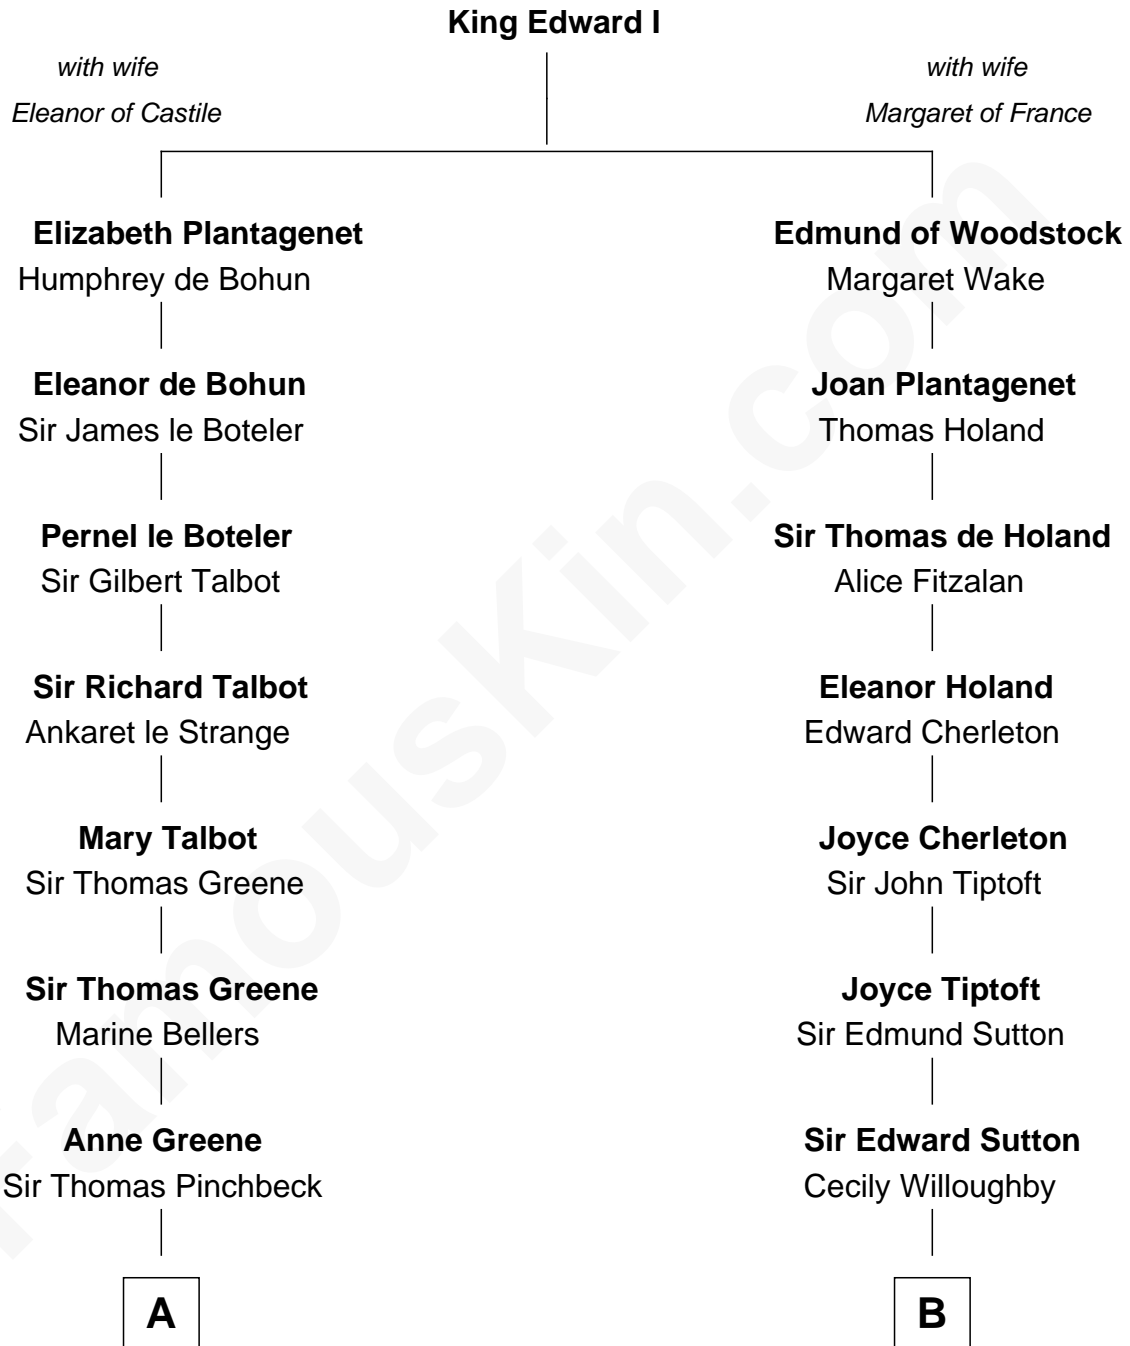 King Edward I
with wife
Eleanor of Castile
with wife
Margaret of France
Elizabeth Plantagenet
Humphrey de Bohun
Edmund of Woodstock
Margaret Wake
Eleanor de Bohun
Sir James le Boteler
Joan Plantagenet
Thomas Holand
Pernel le Boteler
Sir Gilbert Talbot
Sir Thomas de Holand
Alice Fitzalan
Sir Richard Talbot
Ankaret le Strange
Eleanor Holand
Edward Cherleton
Mary Talbot
Sir Thomas Greene
Joyce Cherleton
Sir John Tiptoft
Sir Thomas Greene
Marine Bellers
Joyce Tiptoft
Sir Edmund Sutton
Anne Greene
Sir Thomas Pinchbeck
Sir Edward Sutton
Cecily Willoughby
A
B
FamousKin.com